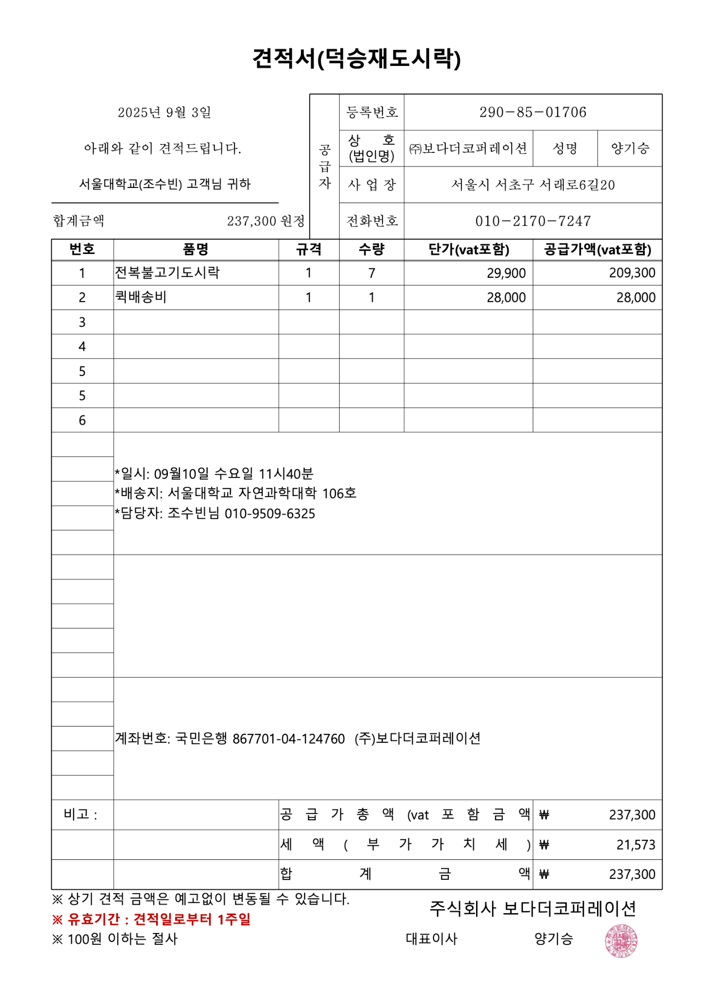 견적서(덕승재도시락)
2025년 9월 3일
아래와 같이 견적드립니다.
서울대학교(조수빈) 고객님 귀하
합계금액 237,300 원정
공급자
등록번호 290-85-01706
상 호 (법인명) ㈜보다더코퍼레이션 성명 양기승
사 업 장 서울시 서초구 서래로6길20
전화번호 010-2170-7247
번호 품명 규격 수량 단가(vat포함) 공급가액(vat포함)
1 전복불고기도시락 1 7 29,900 209,300
2 퀵배송비 1 1 28,000 28,000
3
4
5
5
6
*일시: 09월10일 수요일 11시40분
*배송지: 서울대학교 자연과학대학 106호
*담당자: 조수빈님 010-9509-6325
계좌번호: 국민은행 867701-04-124760 (주)보다더코퍼레이션
비고 : 공 급 가 총 액 (vat 포 함 금 액 ₩ 237,300
세 액 ( 부 가 가 치 세 ) ₩ 21,573
합 계 금 액 ₩ 237,300
※ 상기 견적 금액은 예고없이 변동될 수 있습니다.
※ 유효기간 : 견적일로부터 1주일
※ 100원 이하는 절사
주식회사 보다더코퍼레이션
대표이사 양기승